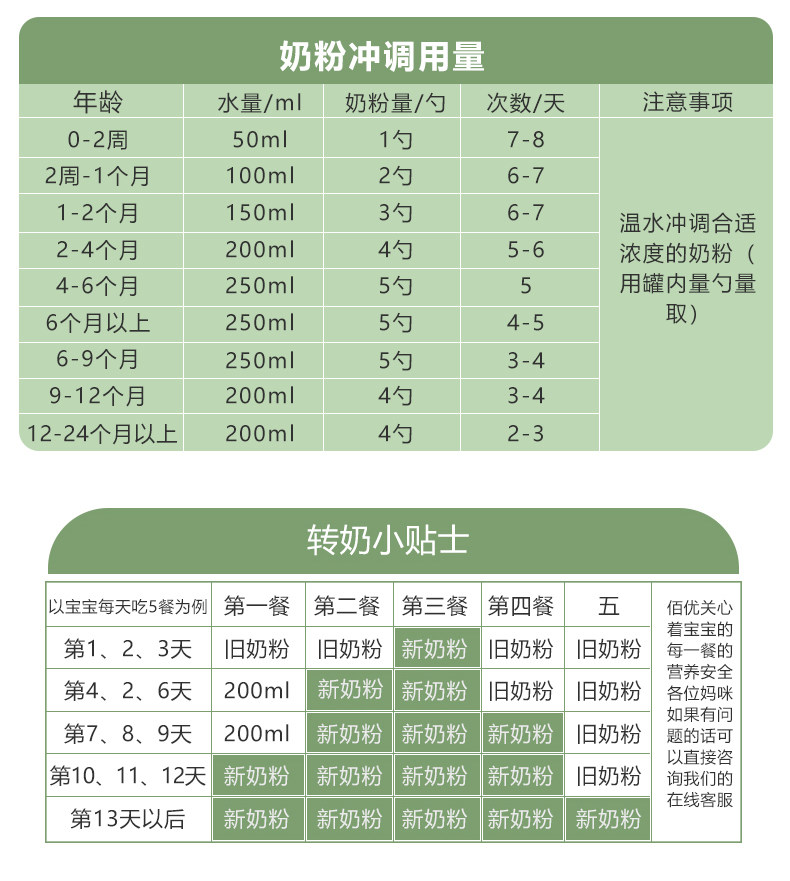 奶粉冲调用量
年龄 水量/ml 奶粉量/勺 次数/天 注意事项
0-2周 50ml 1勺 7-8
2周-1个月 100ml 2勺 6-7
1-2个月 150ml 3勺 6-7
2-4个月 200ml 4勺 5-6
4-6个月 250ml 5勺 5
6个月以上 250ml 5勺 4-5
6-9个月 250ml 5勺 3-4
9-12个月 200ml 4勺 3-4
12-24个月以上 200ml 4勺 2-3
温水冲调合适
浓度的奶粉（
用罐内量勺量
取）
转奶小贴士
以宝宝每天吃5餐为例 第一餐 第二餐 第三餐 第四餐 五
第1、2、3天 旧奶粉 旧奶粉 新奶粉 旧奶粉 旧奶粉
第4、2、6天 200ml 新奶粉 新奶粉 旧奶粉 旧奶粉
第7、8、9天 200ml 新奶粉 新奶粉 新奶粉 旧奶粉
第10、11、12天 新奶粉 新奶粉 新奶粉 新奶粉 旧奶粉
第13天以后 新奶粉 新奶粉 新奶粉 新奶粉 新奶粉
佰优关心
着宝宝的
每一餐的
营养安全
各位妈咪
如果有问
题的话可
以直接咨
询我们的
在线客服